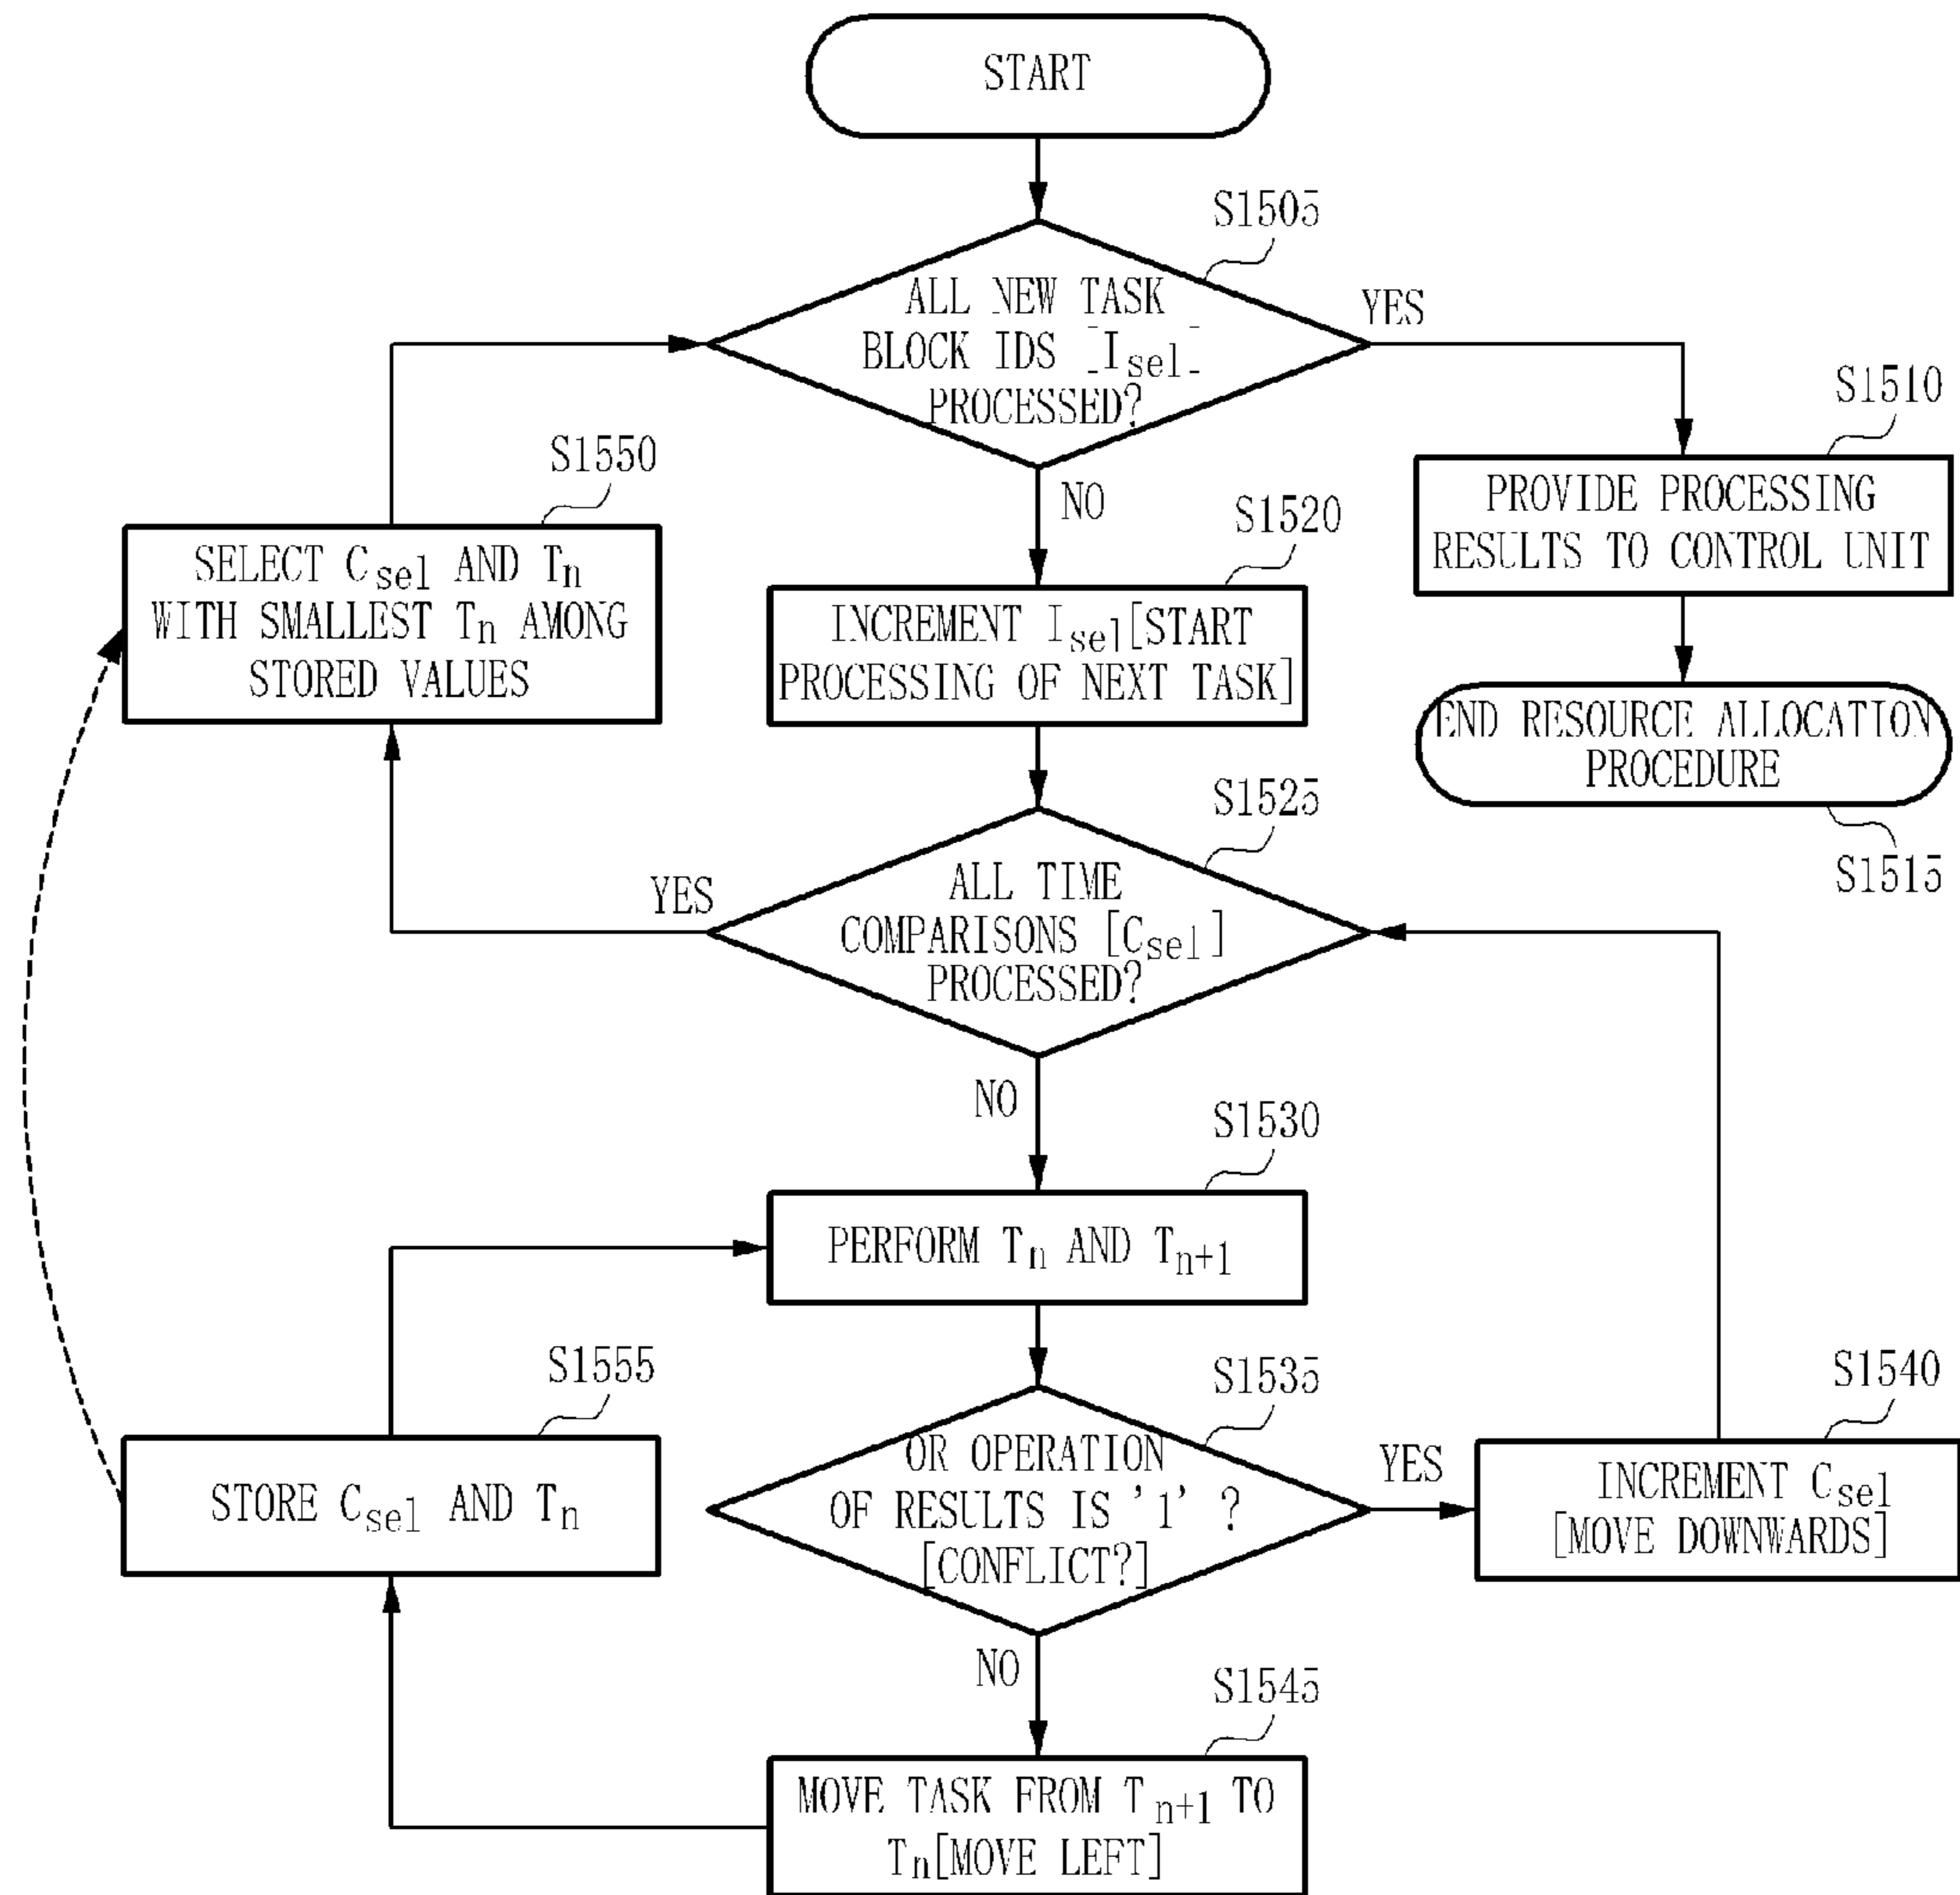 START
S1505
ALL NEW TASK
BLOCK IDS [Isel]
PROCESSED?
YES
NO
S1510
PROVIDE PROCESSING
RESULTS TO CONTROL UNIT
END RESOURCE ALLOCATION
PROCEDURE
S1515
S1550
SELECT Csel AND Tn
WITH SMALLEST Tn AMONG
STORED VALUES
S1520
INCREMENT Isel[START
PROCESSING OF NEXT TASK]
S1525
ALL TIME
COMPARISONS [Csel]
PROCESSED?
YES
NO
S1530
PERFORM Tn AND Tn+1
S1535
OR OPERATION
OF RESULTS IS '1' ?
[CONFLICT?]
YES
NO
S1540
INCREMENT Csel
[MOVE DOWNWARDS]
S1555
STORE Csel AND Tn
S1545
MOVE TASK FROM Tn+1 TO
Tn[MOVE LEFT]